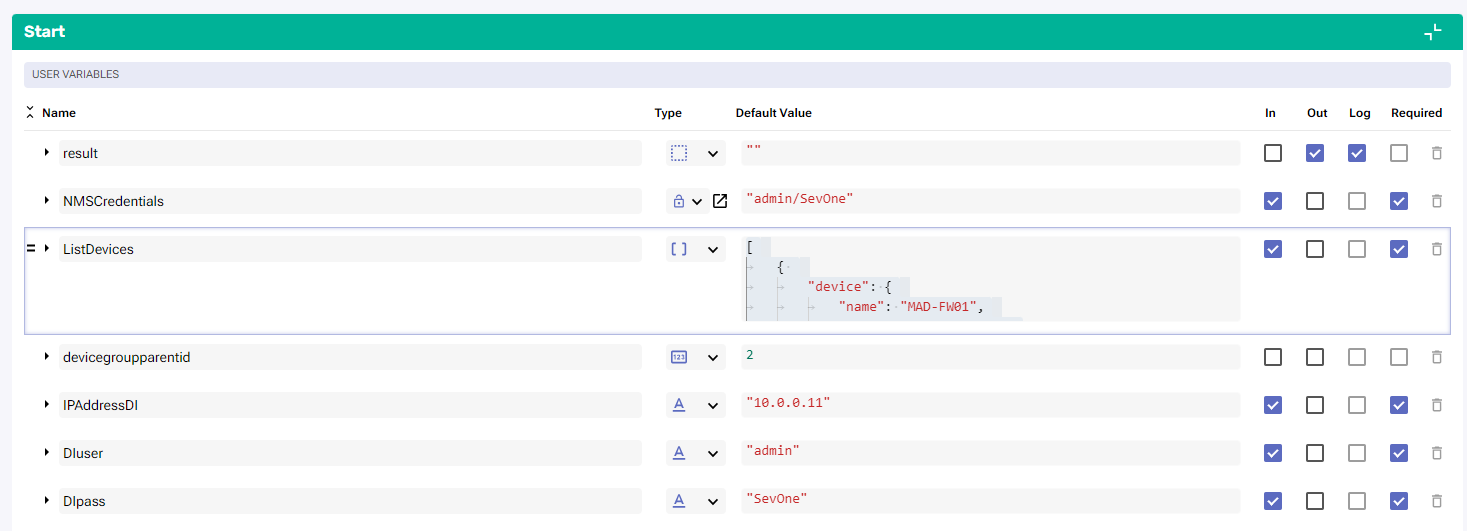 Start
USER VARIABLES
Name Type Default Value In Out Log Required
result ""
NMSCredentials "admin/SevOne"
ListDevices [
{
"device": {
"name": "MAD-FW01",
devicegroupparentid 123 2
IPAddressDI A "10.0.0.11"
DIuser A "admin"
DIpass A "SevOne"